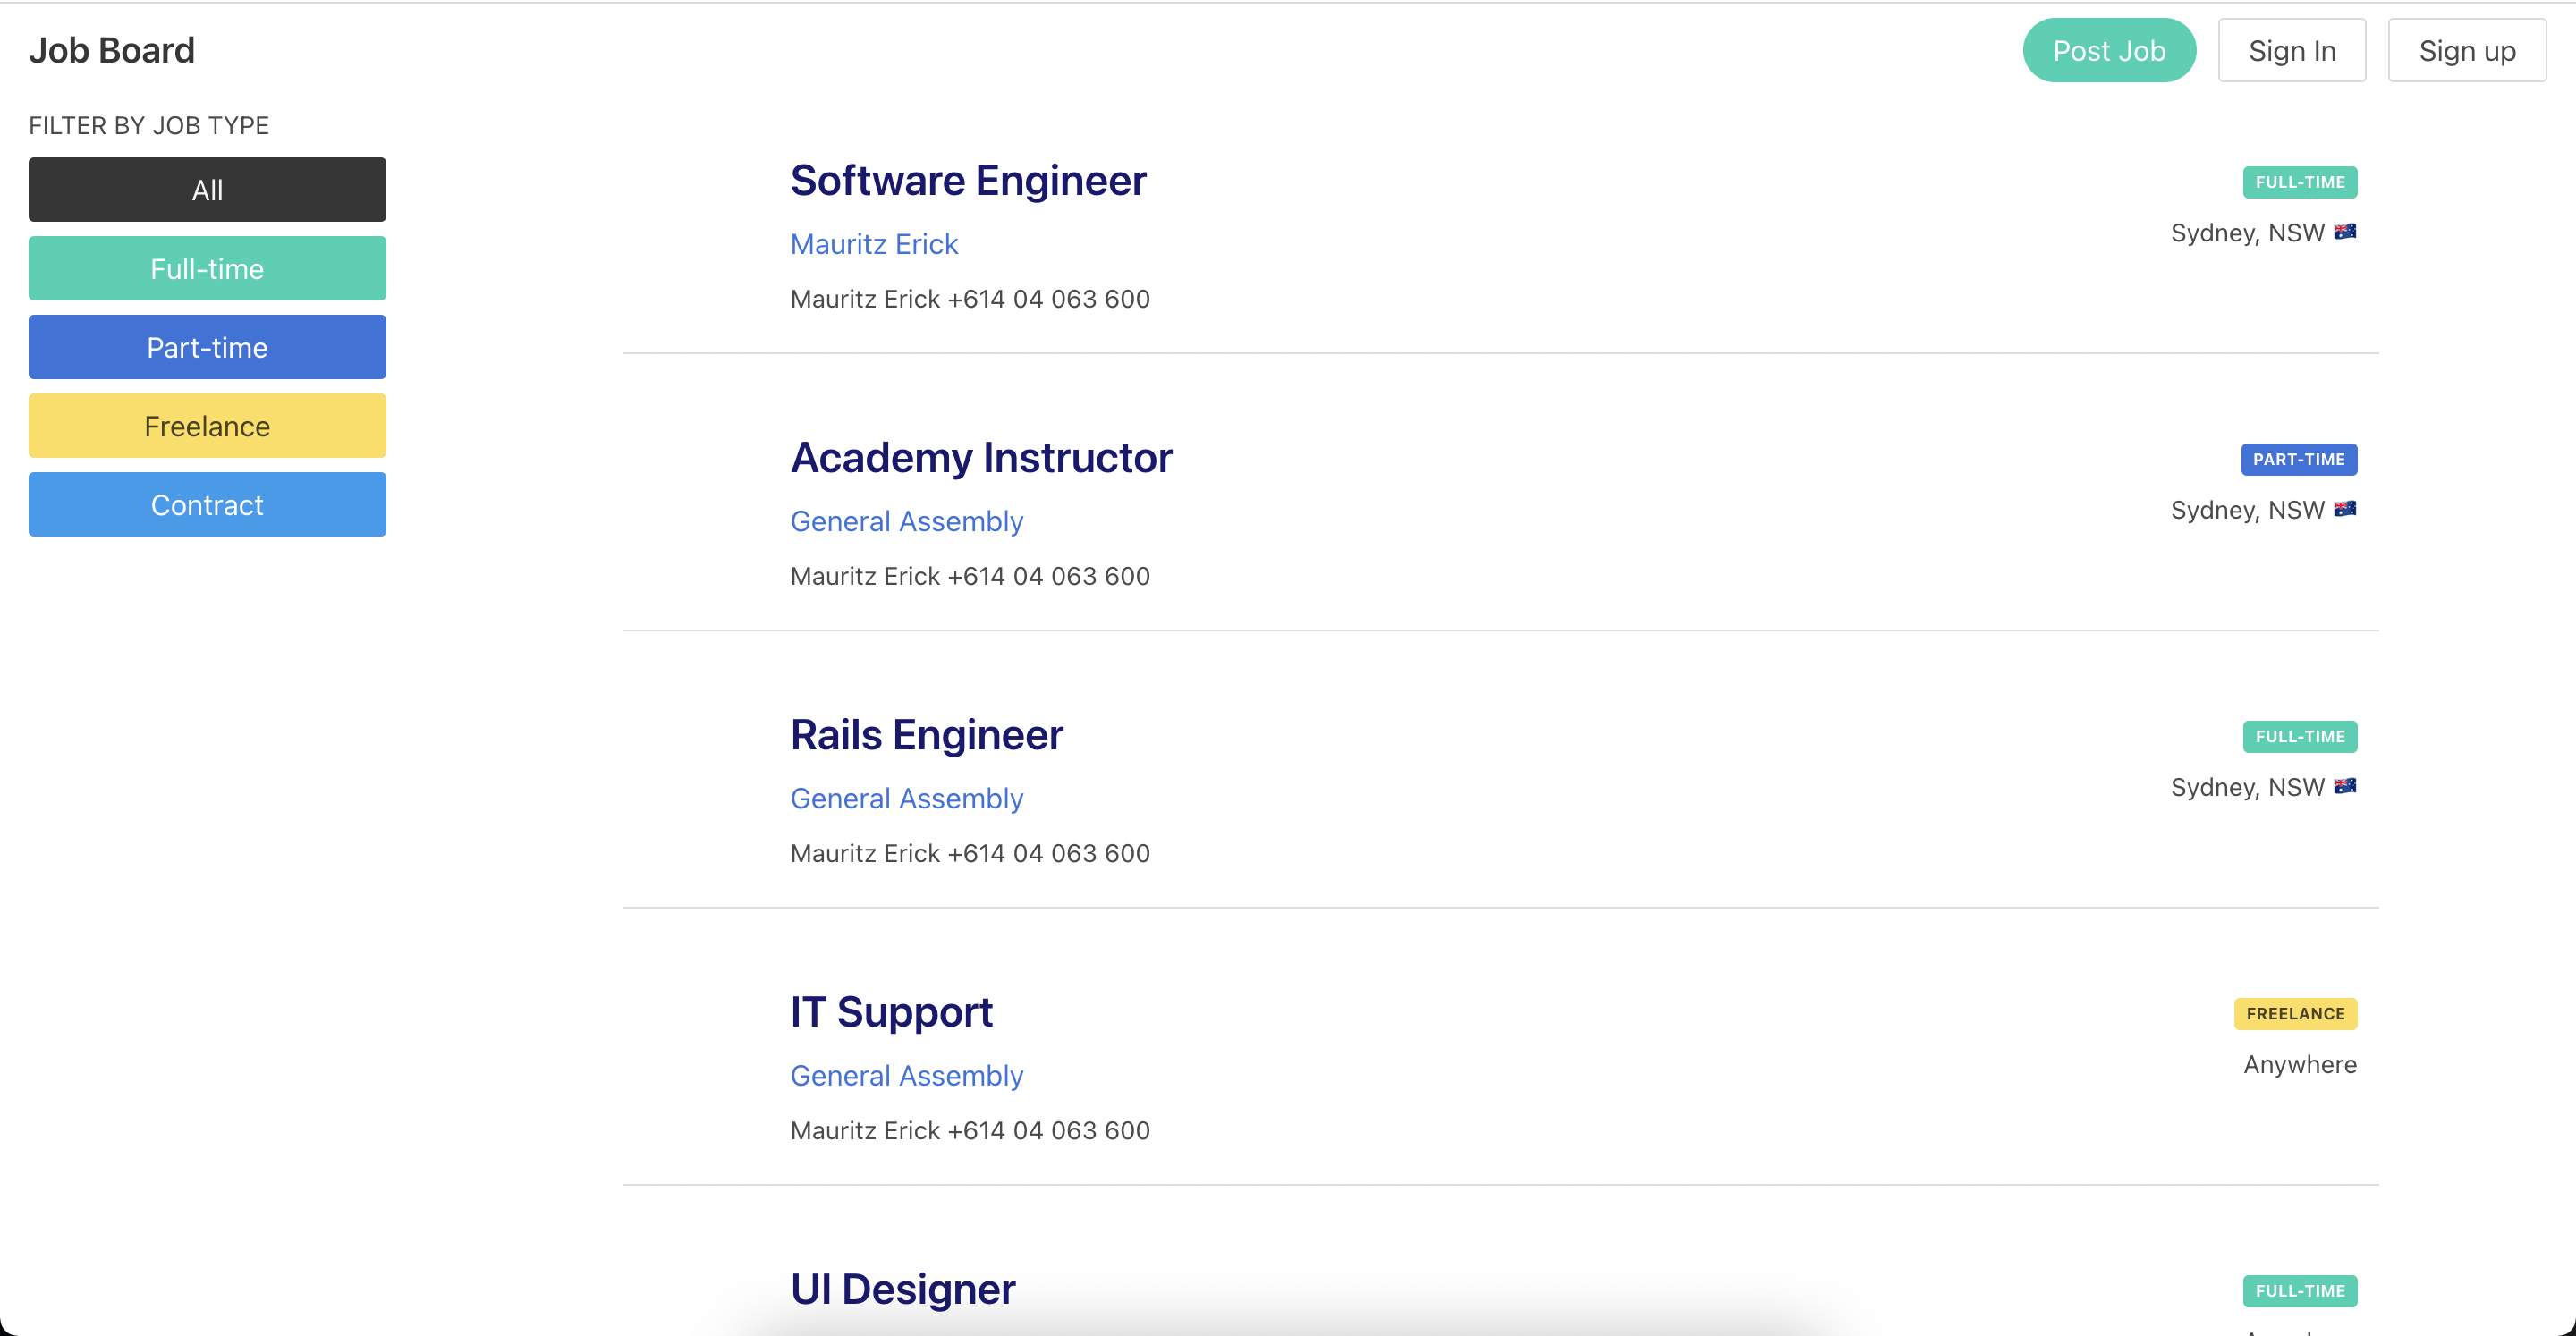 Job Board
Post Job
Sign In
Sign up
FILTER BY JOB TYPE
All
Full-time
Part-time
Freelance
Contract
Software Engineer
FULL-TIME
Mauritz Erick
Sydney, NSW 🇦🇺
Mauritz Erick +614 04 063 600
Academy Instructor
PART-TIME
General Assembly
Sydney, NSW 🇦🇺
Mauritz Erick +614 04 063 600
Rails Engineer
FULL-TIME
General Assembly
Sydney, NSW 🇦🇺
Mauritz Erick +614 04 063 600
IT Support
FREELANCE
General Assembly
Anywhere
Mauritz Erick +614 04 063 600
UI Designer
FULL-TIME